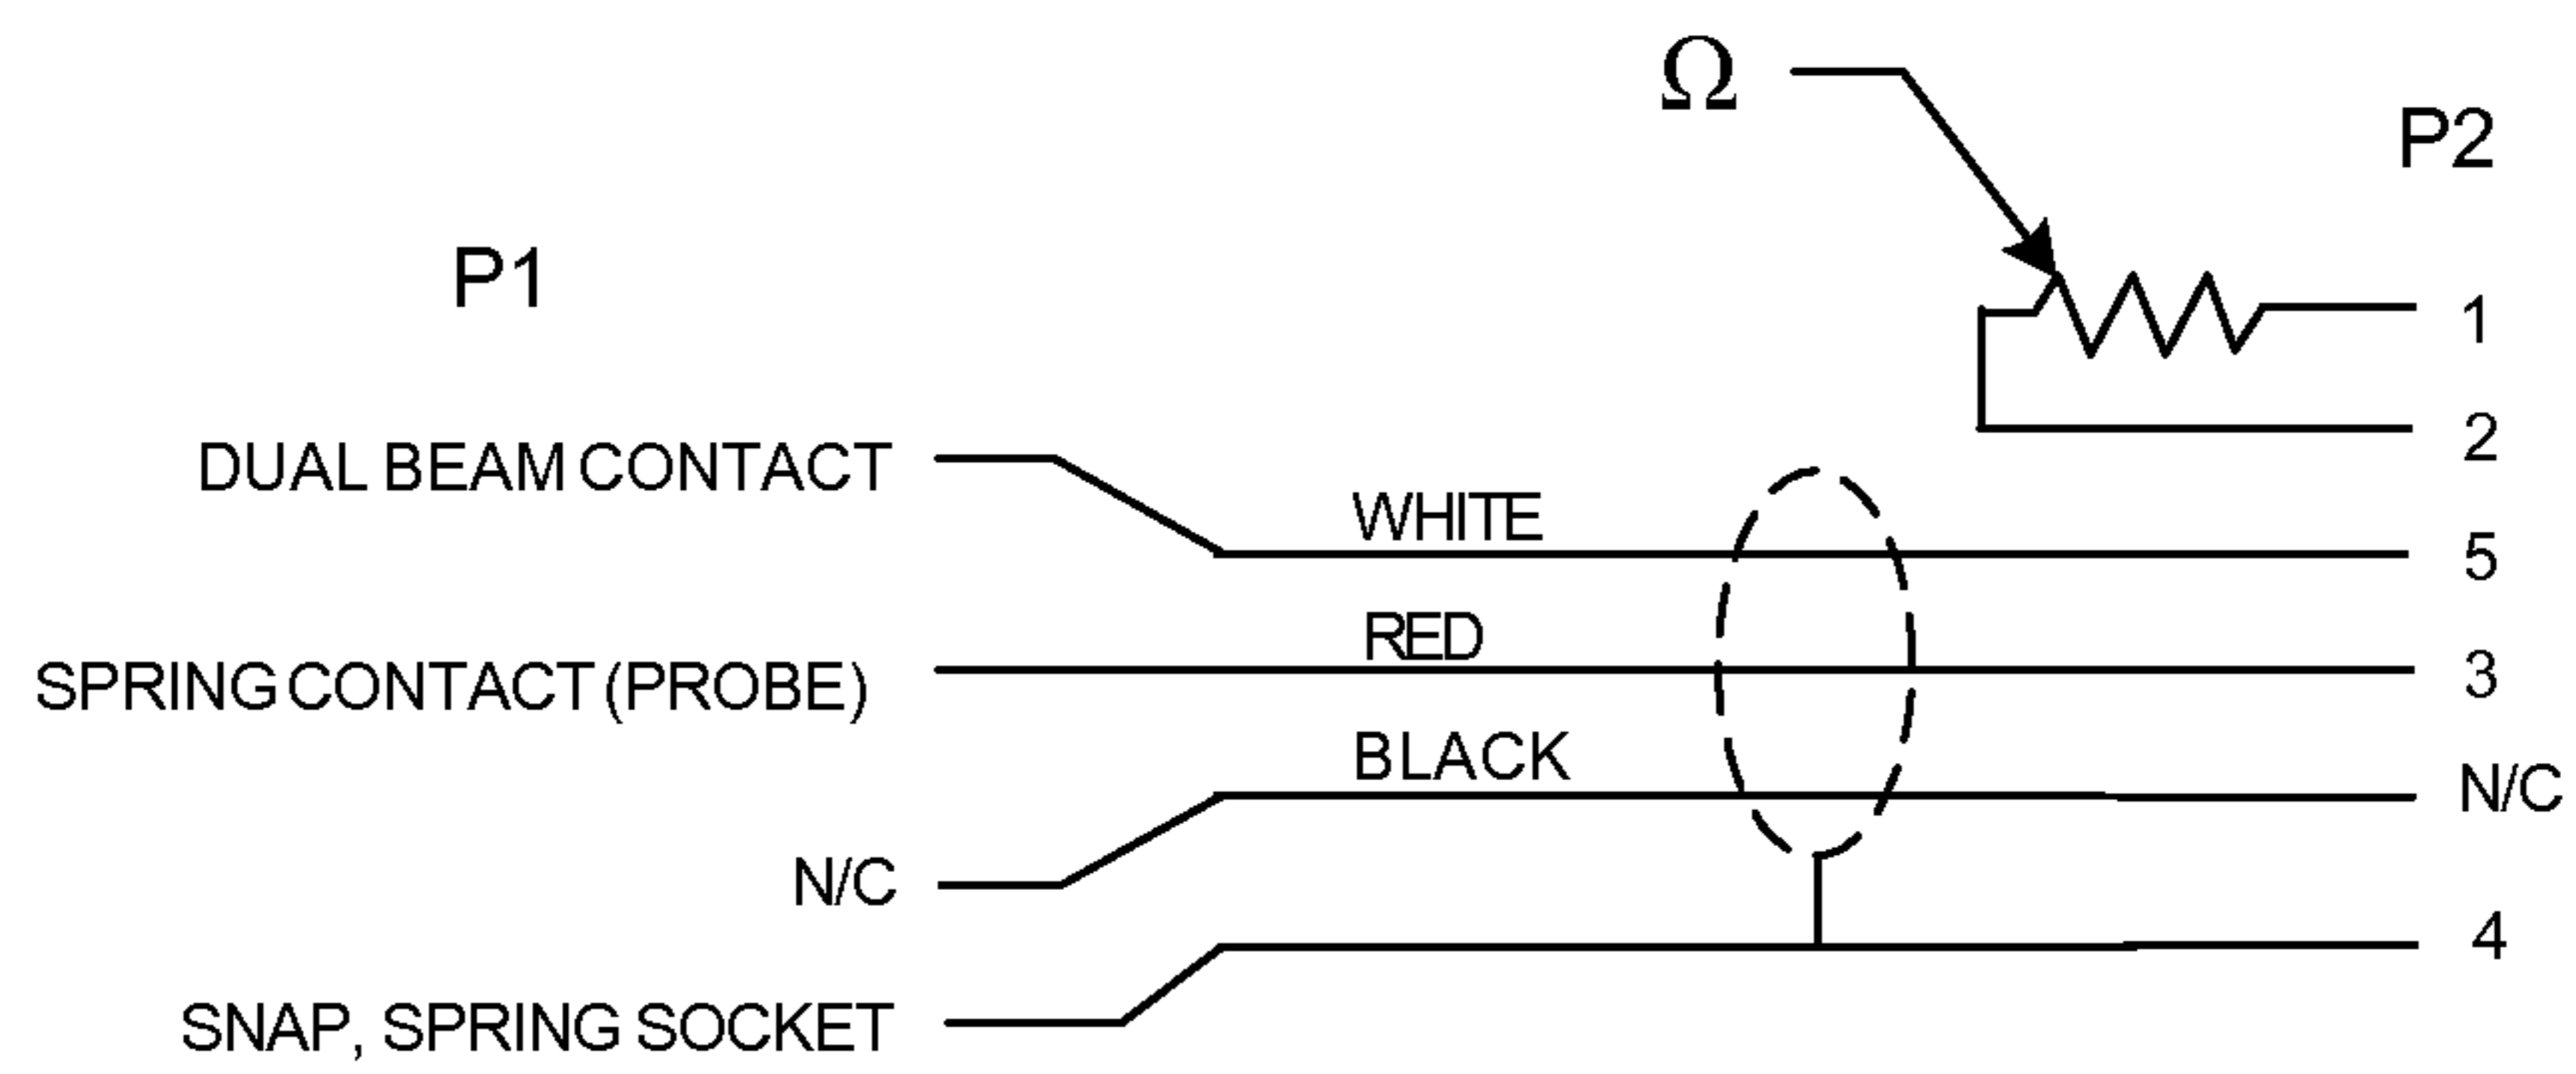 Ω
P2
P1
1
2
DUAL BEAM CONTACT
WHITE
5
RED
SPRING CONTACT (PROBE)
3
BLACK
N/C
N/C
4
SNAP, SPRING SOCKET